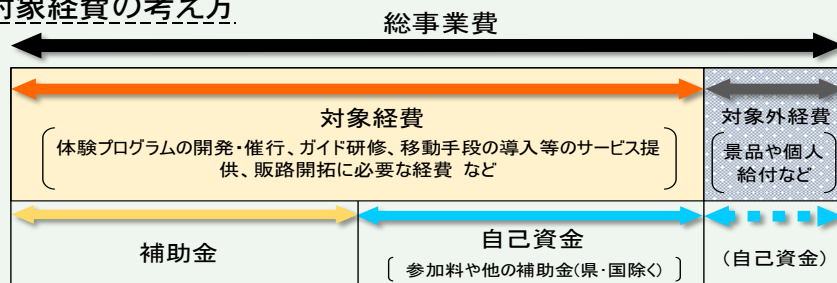 対象経費の考え方
総事業費
対象経費
体験プログラムの開発・催行、ガイド研修、移動手段の導入等のサービス提
供、販路開拓に必要な経費 など
対象外経費
景品や個人
給付など
補助金
自己資金
参加料や他の補助金(県・国除く)
(自己資金)